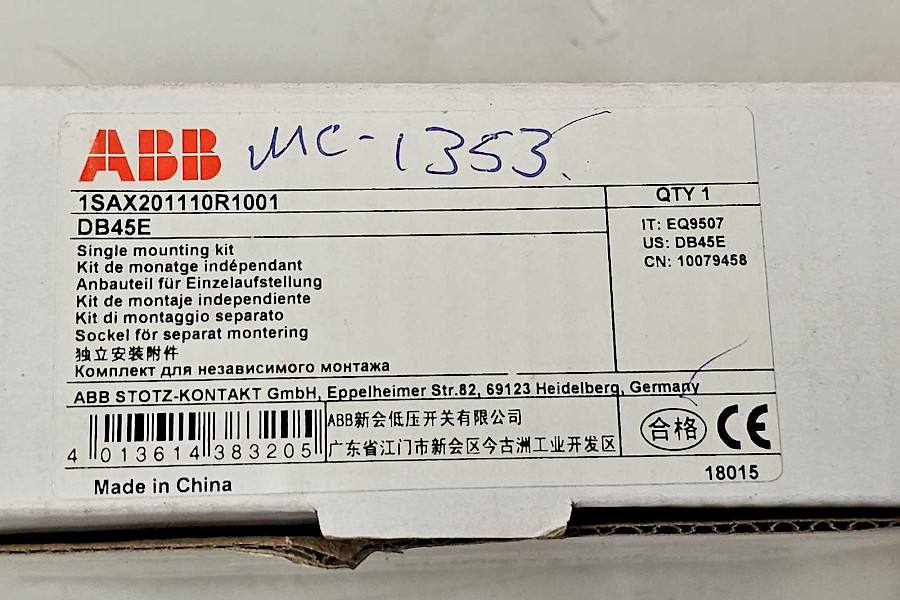 ABB MC-1353
1SAX201110R1001
QTY 1
DB45E
IT: EQ9507
US: DB45E
CN: 10079458
Single mounting kit
Kit de monatge indépendant
Anbauteil für Einzelaufstellung
Kit de montaje independiente
Kit di montaggio separato
Sockel för separat montering
独立安装附件
Комплект для независимого монтажа
ABB STOTZ-KONTAKT GmbH, Eppelheimer Str.82, 69123 Heidelberg, Germany
ABB新会低压开关有限公司
广东省江门市新会区今古洲工业开发区
合格 CE
4 013614 383205
18015
Made in China